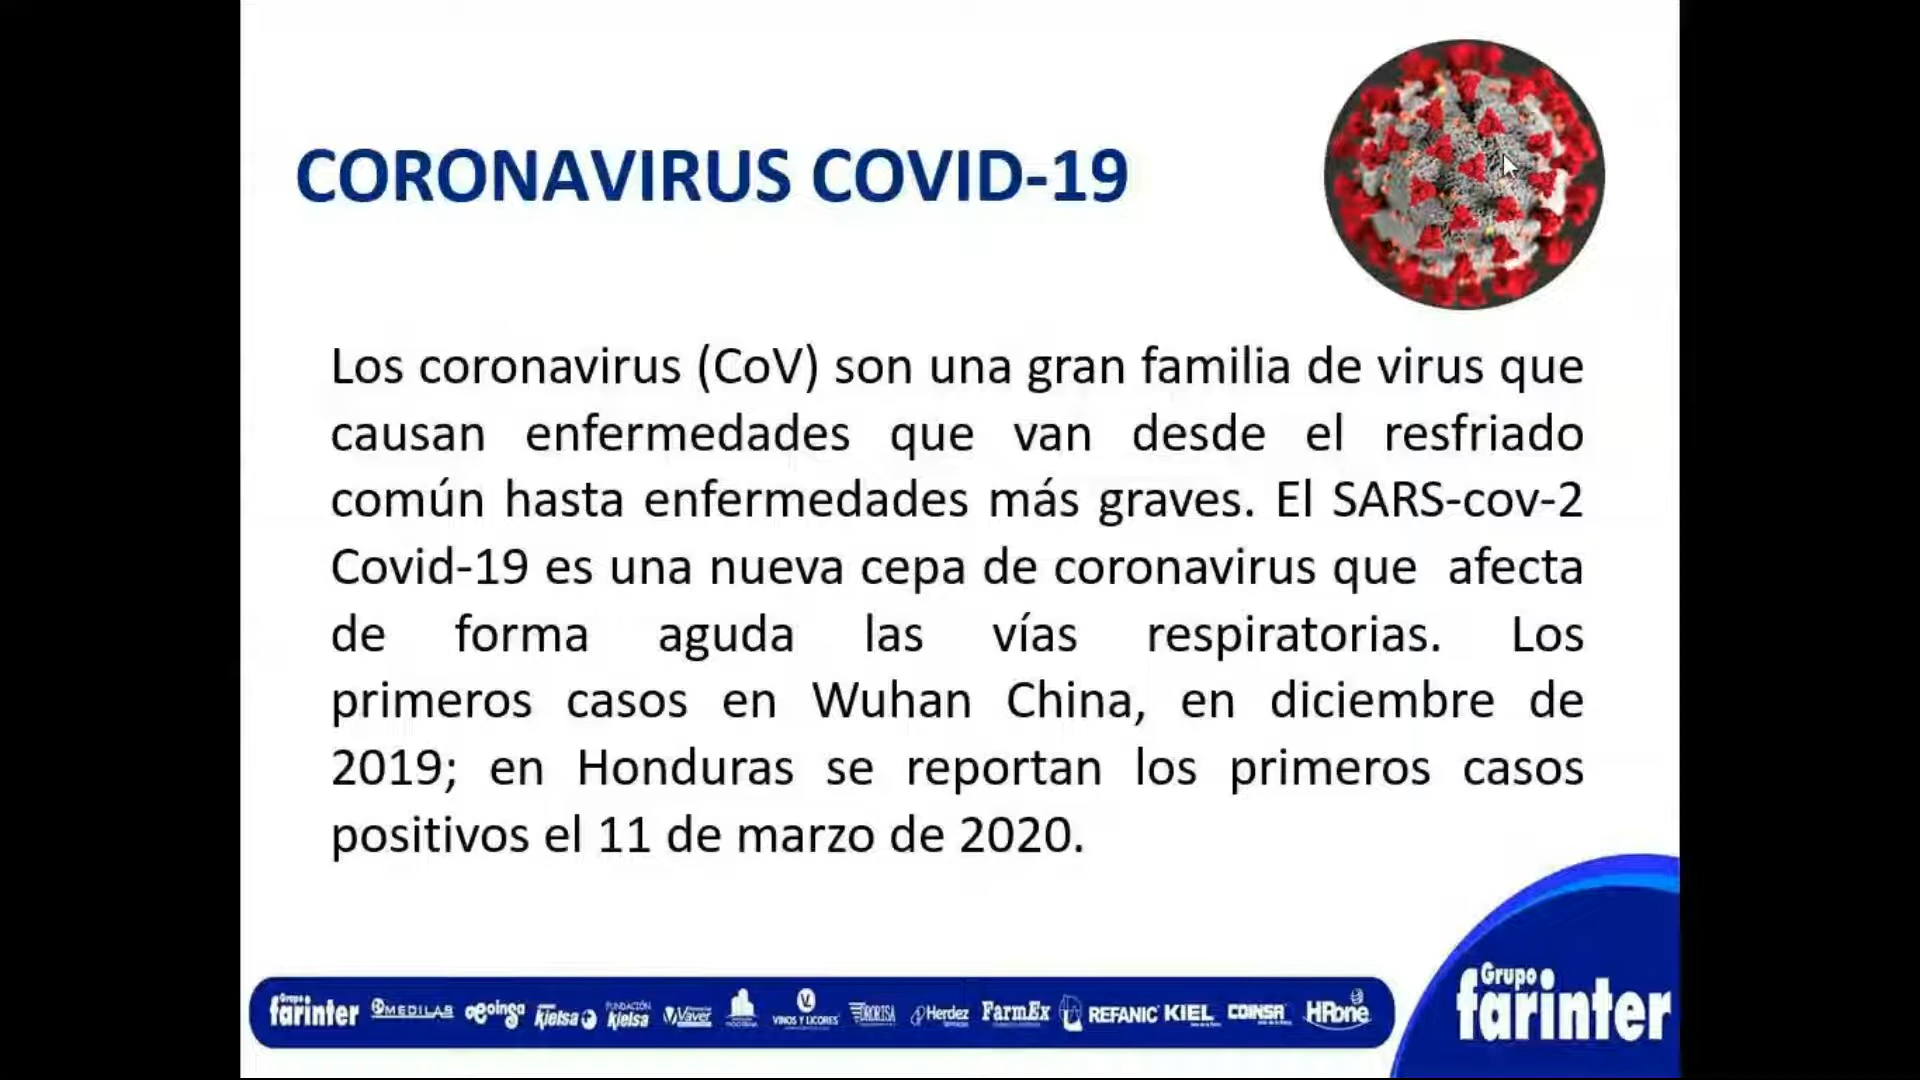 CORONAVIRUS COVID-19
Los coronavirus (CoV) son una gran familia de virus que
causan enfermedades que van desde el resfriado
común hasta enfermedades más graves. El SARS-cov-2
Covid-19 es una nueva cepa de coronavirus que afecta
de forma aguda las vías respiratorias. Los
primeros casos en Wuhan China, en diciembre de
2019; en Honduras se reportan los primeros casos
positivos el 11 de marzo de 2020.
Grupo
farinter MEDILAB kielsa FUNDACIÓN kielsa Vaver VINOS Y LICORES Herdez FarmEx REFANIC KIEL COINSA
Grupo
farinter